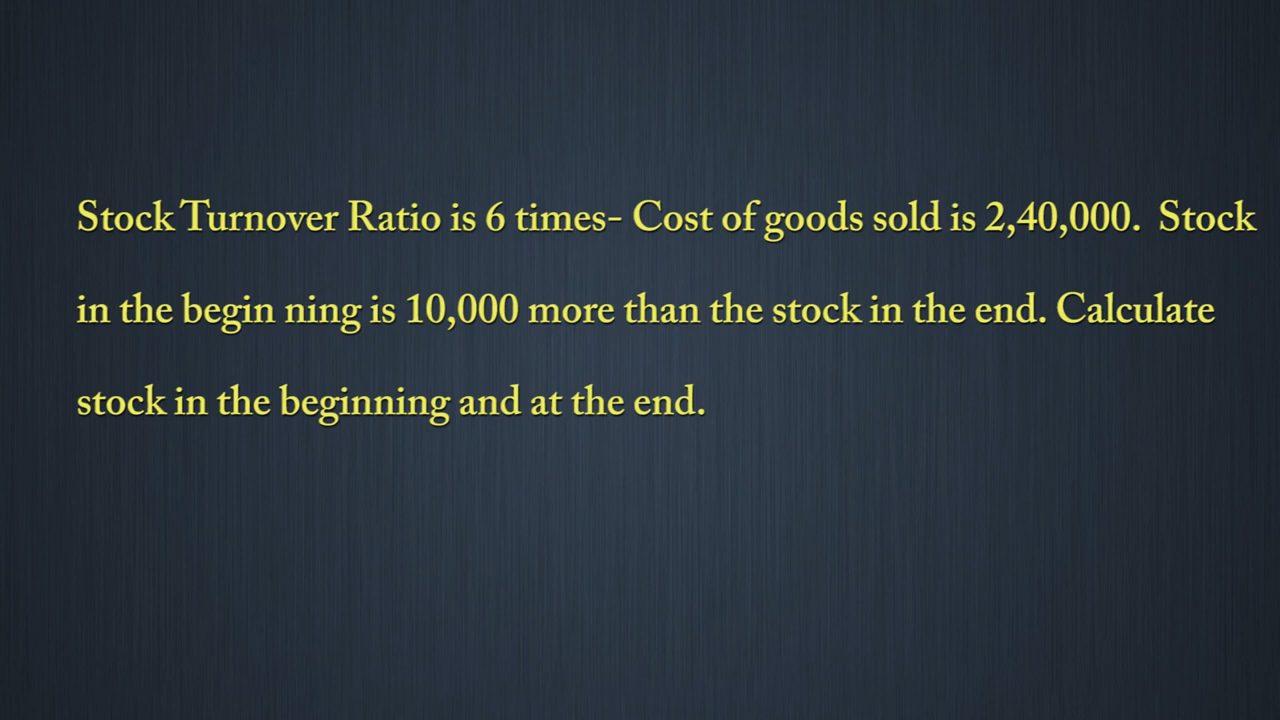 Stock Turnover Ratio is 6 times- Cost of goods sold is 2,40,000. Stock
in the begin ning is 10,000 more than the stock in the end. Calculate
stock in the beginning and at the end.